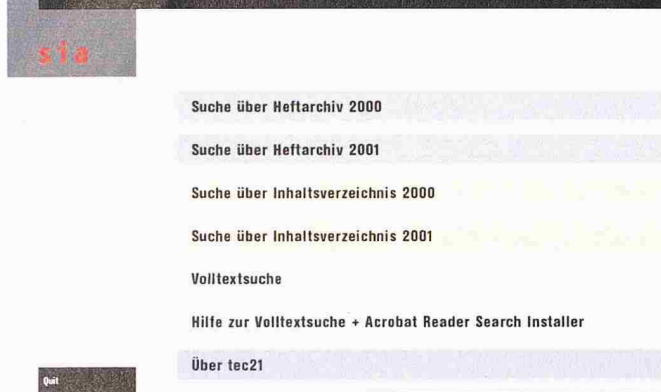 sia
Suche über Heftarchiv 2000
Suche über Heftarchiv 2001
Suche über Inhaltsverzeichnis 2000
Suche über Inhaltsverzeichnis 2001
Volltextsuche
Hilfe zur Volltextsuche + Acrobat Reader Search Installer
Über tec21
Quit